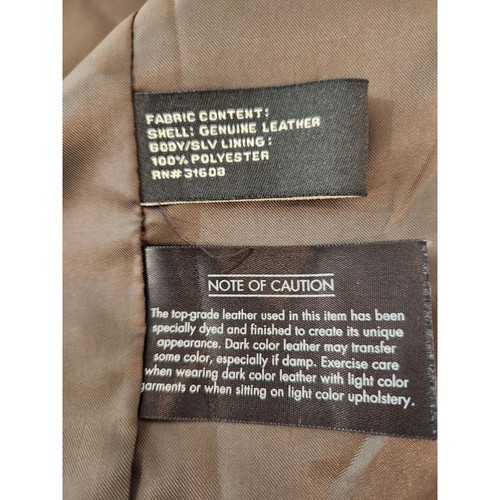 FABRIC CONTENT:
SHELL: GENUINE LEATHER
BODY/SLV LINING:
100% POLYESTER
RN#31608
NOTE OF CAUTION
The top-grade leather used in this item has been
specially dyed and finished to create its unique
appearance. Dark color leather may transfer
some color, especially if damp. Exercise care
when wearing dark color leather with light color
garments or when sitting on light color upholstery.